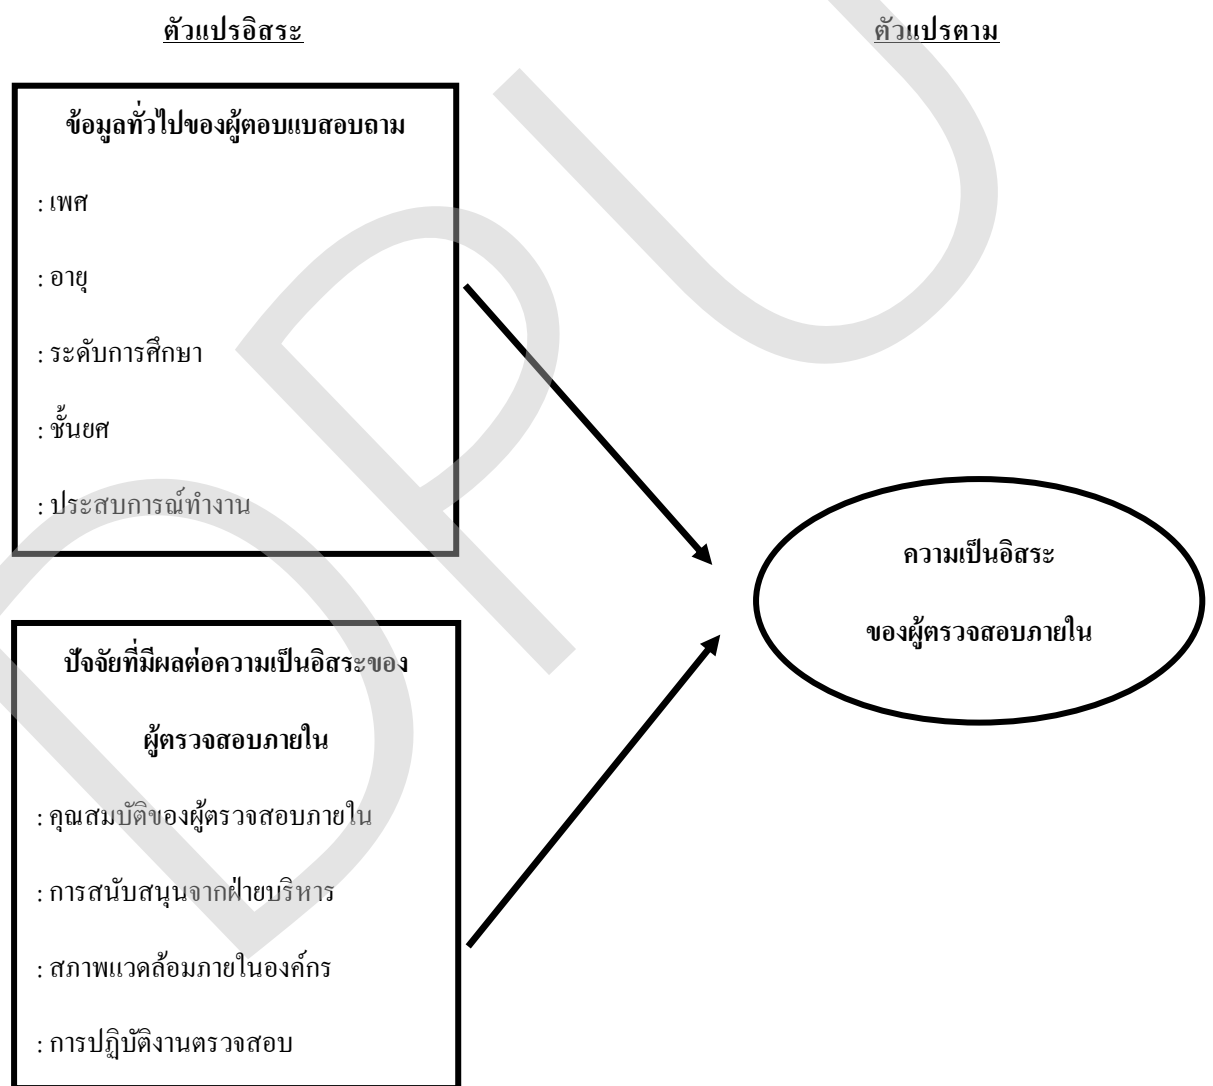 ตัวแปรอิสระ
ตัวแปรตาม
ข้อมูลทั่วไปของผู้ตอบแบบสอบถาม
: เพศ
: อายุ
: ระดับการศึกษา
: ชั้นยศ
: ประสบการณ์ทำงาน
ปัจจัยที่มีผลต่อความเป็นอิสระของ
ผู้ตรวจสอบภายใน
: คุณสมบัติของผู้ตรวจสอบภายใน
: การสนับสนุนจากฝ่ายบริหาร
: สภาพแวดล้อมภายในองค์กร
: การปฏิบัติงานตรวจสอบ
ความเป็นอิสระ
ของผู้ตรวจสอบภายใน
DPU